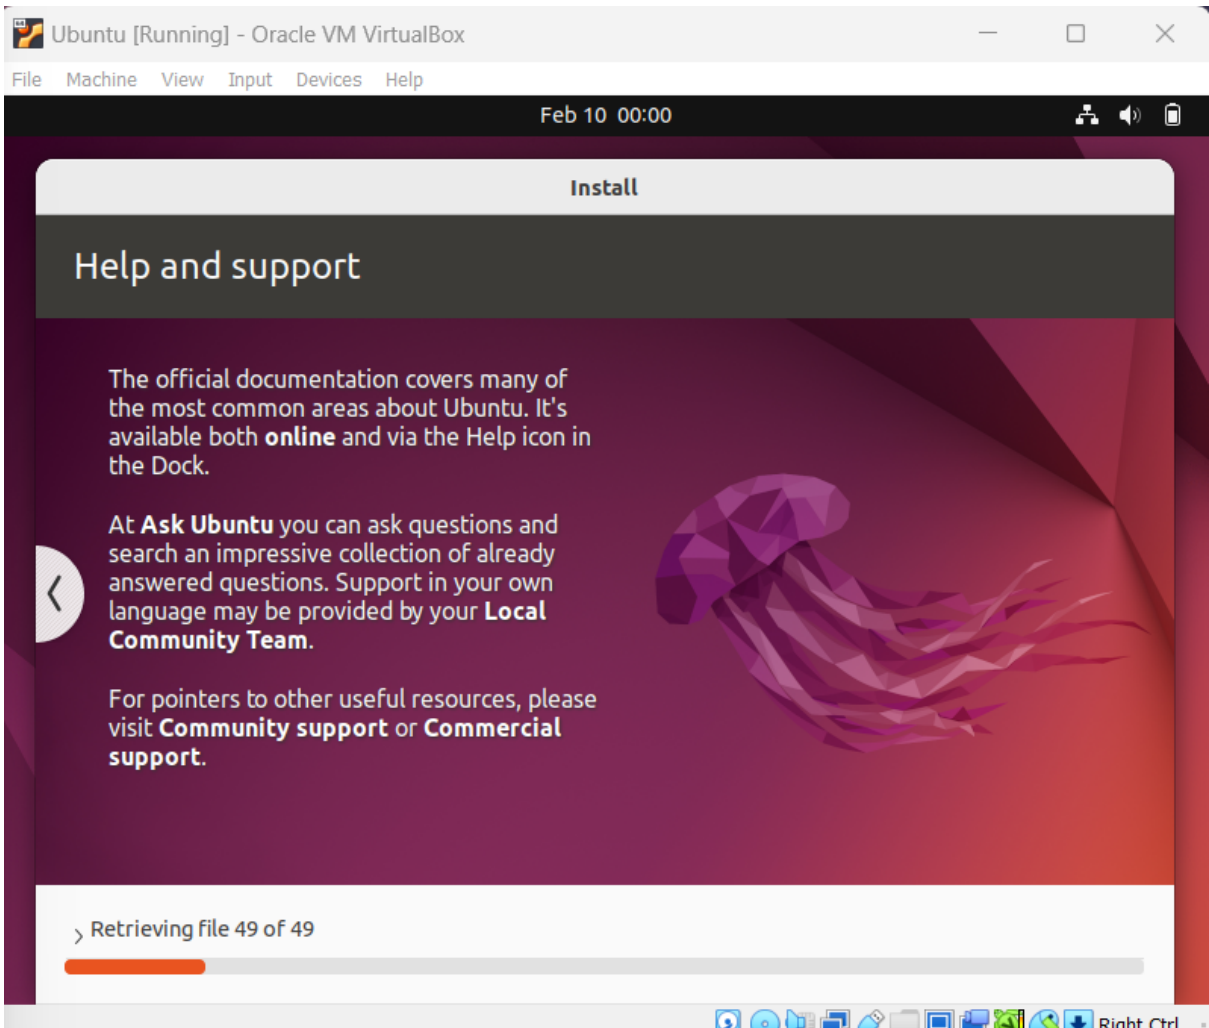 Ubuntu [Running] - Oracle VM VirtualBox
File Machine View Input Devices Help
Feb 10 00:00
Install
Help and support
The official documentation covers many of
the most common areas about Ubuntu. It's
available both online and via the Help icon in
the Dock.
At Ask Ubuntu you can ask questions and
search an impressive collection of already
answered questions. Support in your own
language may be provided by your Local
Community Team.
For pointers to other useful resources, please
visit Community support or Commercial
support.
Retrieving file 49 of 49
Right Ctrl